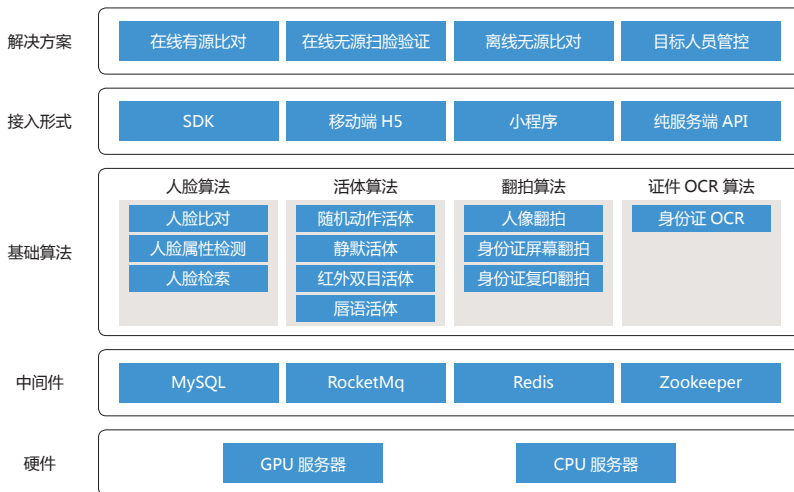 解决方案
在线有源比对
在线无源扫脸验证
离线无源比对
目标人员管控
接入形式
SDK
移动端 H5
小程序
纯服务端 API
基础算法
人脸算法
人脸比对
人脸属性检测
人脸检索
活体算法
随机动作活体
静默活体
红外双目活体
唇语活体
翻拍算法
人像翻拍
身份证屏幕翻拍
身份证复印翻拍
证件 OCR 算法
身份证 OCR
中间件
MySQL
RocketMq
Redis
Zookeeper
硬件
GPU 服务器
CPU 服务器